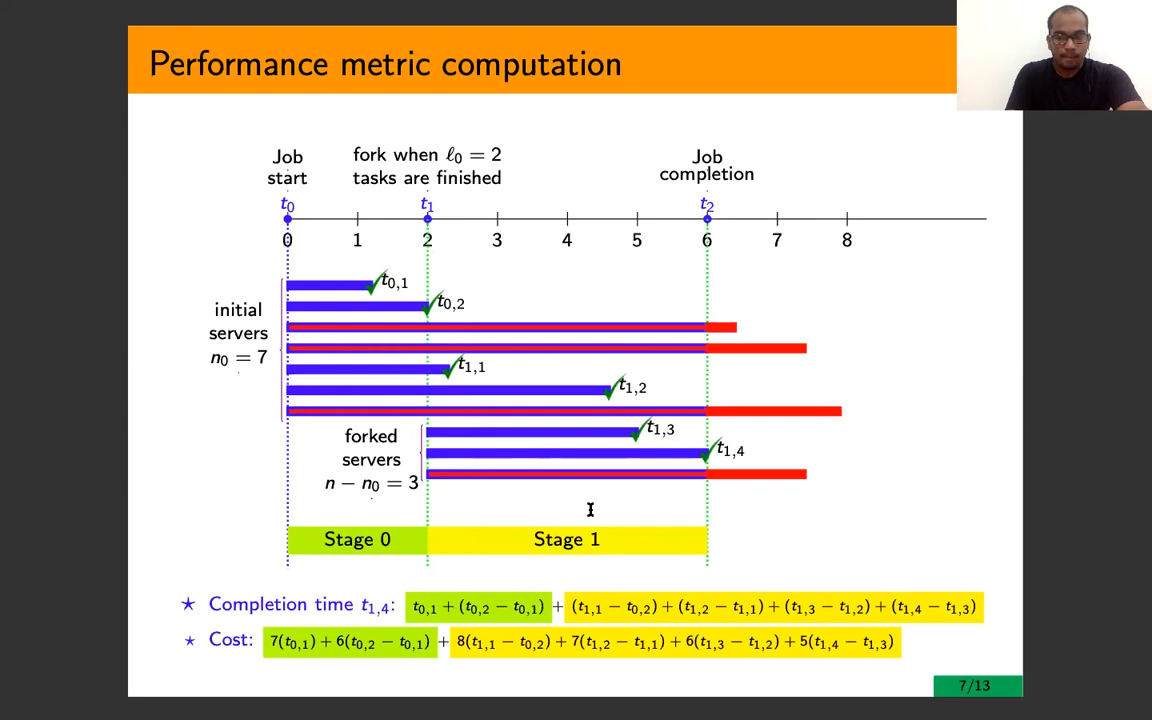 Performance metric computation
Job
start
fork when ℓ₀ = 2
tasks are finished
Job
completion
t₀
t₁
t₂
0 1 2 3 4 5 6 7 8
initial
servers
n₀ = 7
t₀,₁
t₀,₂
t₁,₁
t₁,₂
forked
servers
n − n₀ = 3
t₁,₃
t₁,₄
Stage 0
Stage 1
★ Completion time t₁,₄: t₀,₁ + (t₀,₂ − t₀,₁) + (t₁,₁ − t₀,₂) + (t₁,₂ − t₁,₁) + (t₁,₃ − t₁,₂) + (t₁,₄ − t₁,₃)
★ Cost: 7(t₀,₁) + 6(t₀,₂ − t₀,₁) + 8(t₁,₁ − t₀,₂) + 7(t₁,₂ − t₁,₁) + 6(t₁,₃ − t₁,₂) + 5(t₁,₄ − t₁,₃)
7/13